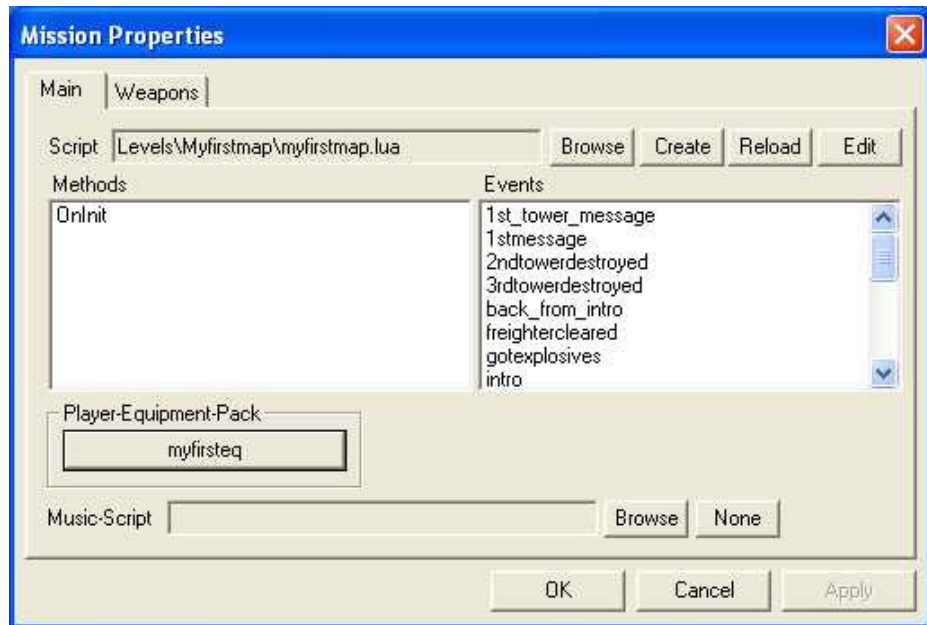 Mission Properties
Main Weapons
Script Levels\Myfirstmap\myfirstmap.lua Browse Create Reload Edit
Methods Events
OnInit
1st_tower_message
1stmessage
2ndtowerdestroyed
3rdtowerdestroyed
back_from_intro
freightercleared
gotexplosives
intro
Player-Equipment-Pack
myfirsteq
Music-Script Browse None
OK Cancel Apply